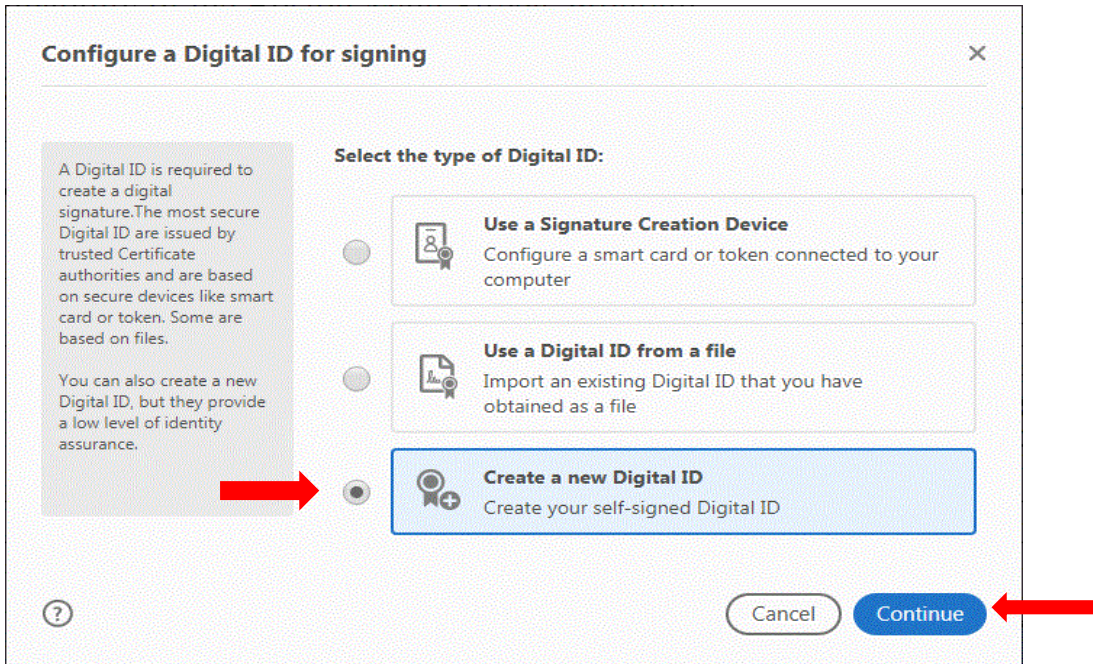 Configure a Digital ID for signing
A Digital ID is required to
create a digital
signature.The most secure
Digital ID are issued by
trusted Certificate
authorities and are based
on secure devices like smart
card or token. Some are
based on files.
You can also create a new
Digital ID, but they provide
a low level of identity
assurance.
Select the type of Digital ID:
Use a Signature Creation Device
Configure a smart card or token connected to your
computer
Use a Digital ID from a file
Import an existing Digital ID that you have
obtained as a file
Create a new Digital ID
Create your self-signed Digital ID
?
Cancel
Continue